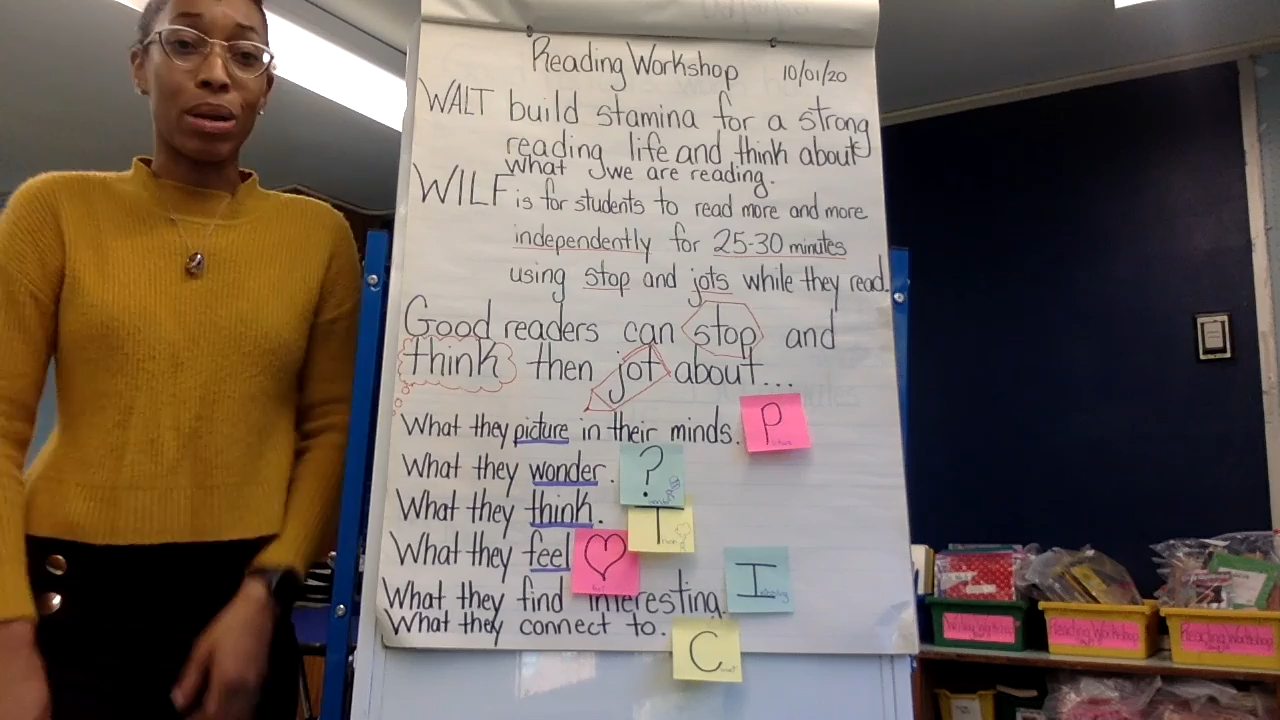 Reading Workshop 10/01/20
WALT build stamina for a strong
reading life and think about
what we are reading.
WILF is for students to read more and more
independently for 25-30 minutes
using stop and jots while they read.
Good readers can stop and
think then jot about...
What they picture in their minds. P
What they wonder. ?
What they think. T
What they feel
What they find interesting. I
What they connect to. C
Writing Workshop
Reading Workshop
Reading Workshop